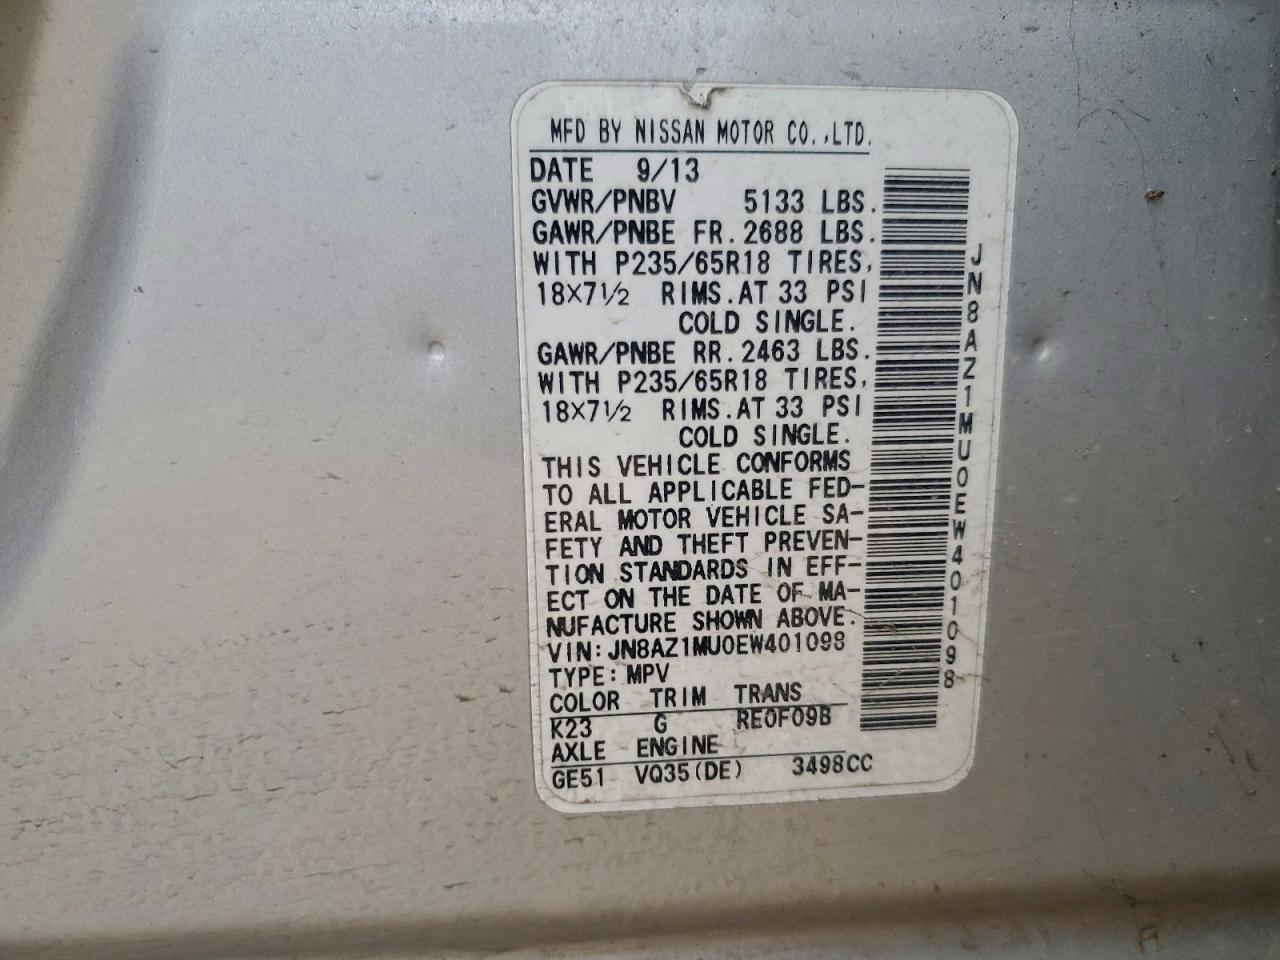 MFD BY NISSAN MOTOR CO.,LTD.
DATE 9/13
GVWR/PNBV 5133 LBS.
GAWR/PNBE FR. 2688 LBS.
WITH P235/65R18 TIRES,
18×7 1/2 RIMS. AT 33 PSI
COLD SINGLE.
GAWR/PNBE RR. 2463 LBS.
WITH P235/65R18 TIRES,
18×7 1/2 RIMS. AT 33 PSI
COLD SINGLE.
THIS VEHICLE CONFORMS
TO ALL APPLICABLE FED-
ERAL MOTOR VEHICLE SA-
FETY AND THEFT PREVEN-
TION STANDARDS IN EFF-
ECT ON THE DATE OF MA-
NUFACTURE SHOWN ABOVE.
VIN: JN8AZ1MU0EW401098
TYPE: MPV
COLOR TRIM TRANS
K23 G RE0F09B
AXLE ENGINE
GE51 VQ35(DE) 3498CC
JN8AZ1MU0EW401098